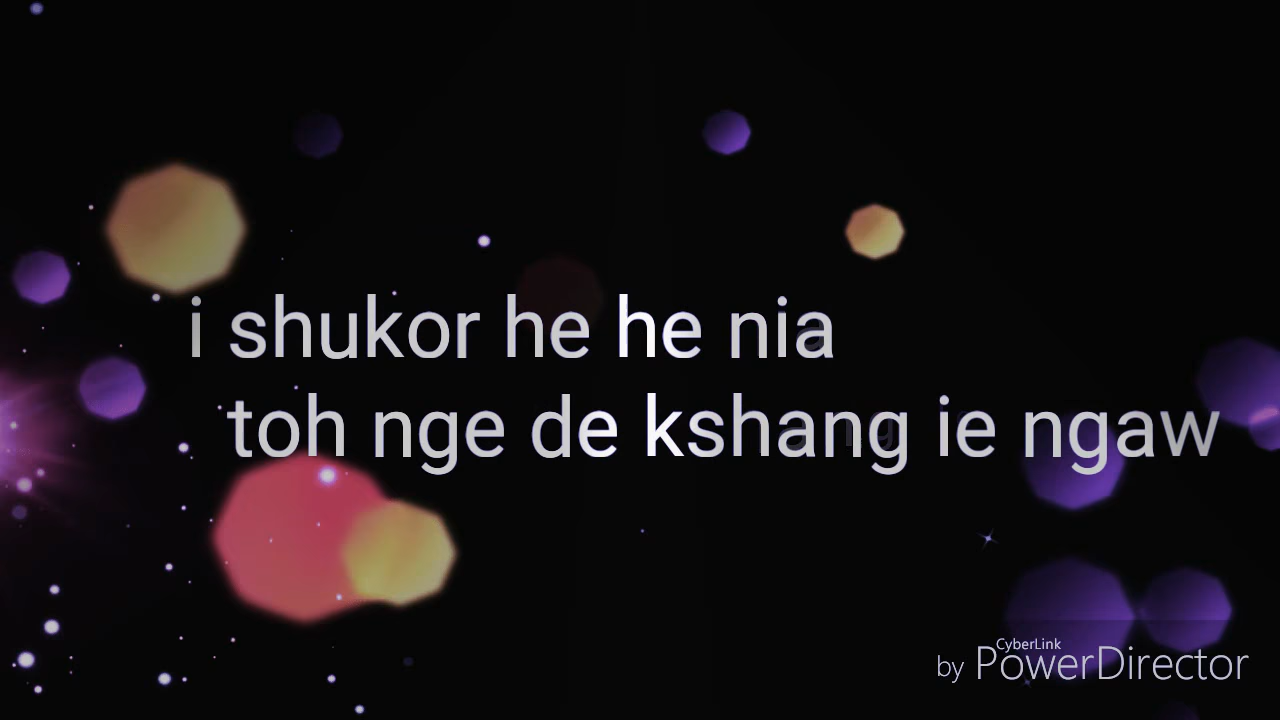 i shukor he he nia
toh nge de kshang ie ngaw
CyberLink
by PowerDirector